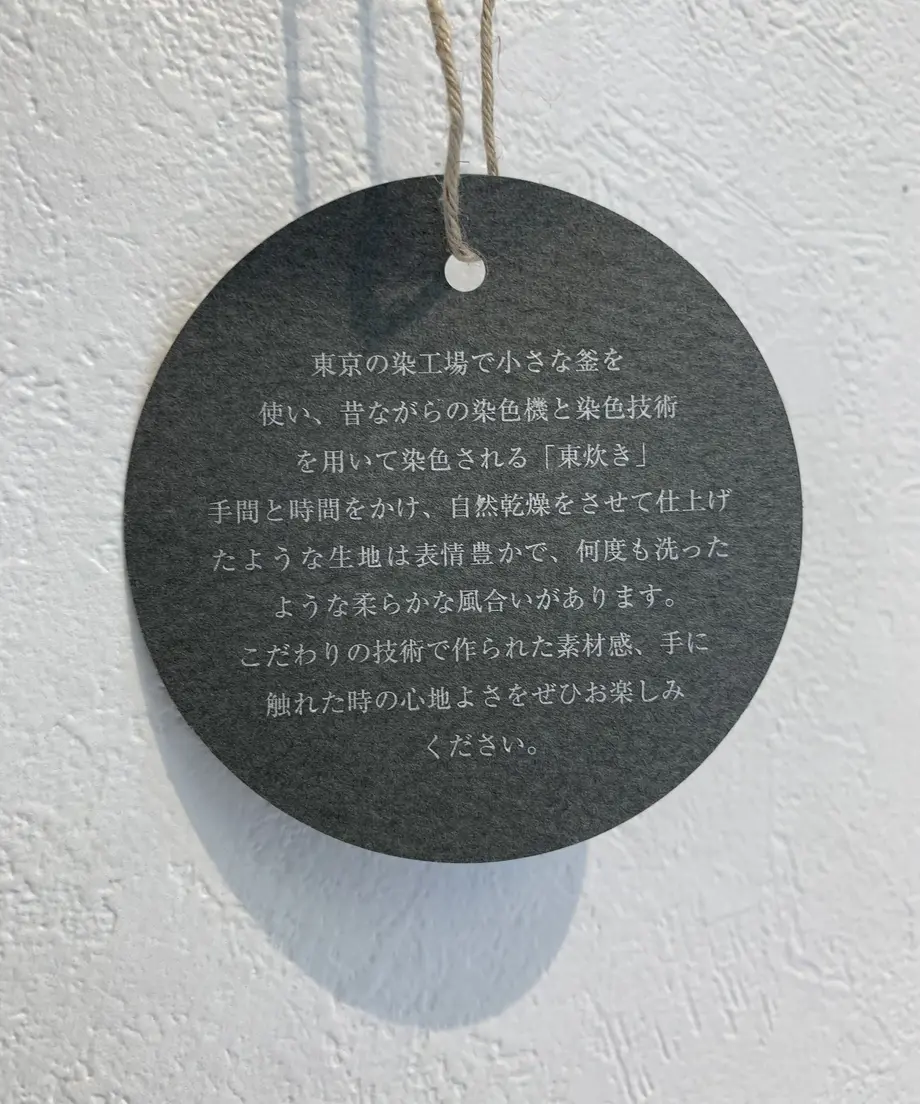 東京の染工場で小さな釜を
使い、昔ながらの染色機と染色技術
を用いて染色される「東炊き」
手間と時間をかけ、自然乾燥をさせて仕上げ
たような生地は表情豊かで、何度も洗った
ような柔らかな風合いがあります。
こだわりの技術で作られた素材感、手に
触れた時の心地よさをぜひお楽しみ
ください。